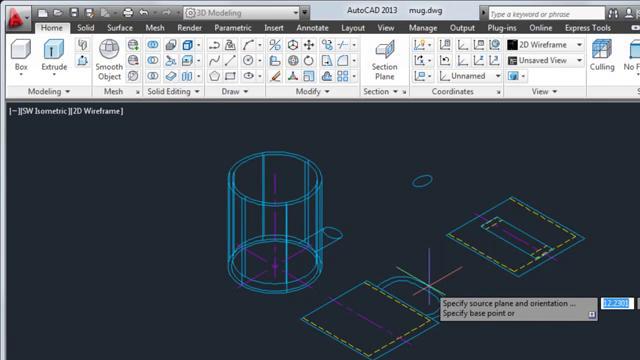 3D Modeling
AutoCAD 2013 mug.dwg
Type a keyword or phrase
Home Solid Surface Mesh Render Parametric Insert Annotate Layout View Manage Output Plug-ins Online Express Tools
Box
Extrude
Smooth
Object
Section
Plane
Unnamed
2D Wireframe
Unsaved View
Culling
No F
Modeling
Mesh
Solid Editing
Draw
Modify
Section
Coordinates
View
[−][SW Isometric][2D Wireframe]
Specify source plane and orientation ...
Specify base point or
12.2301